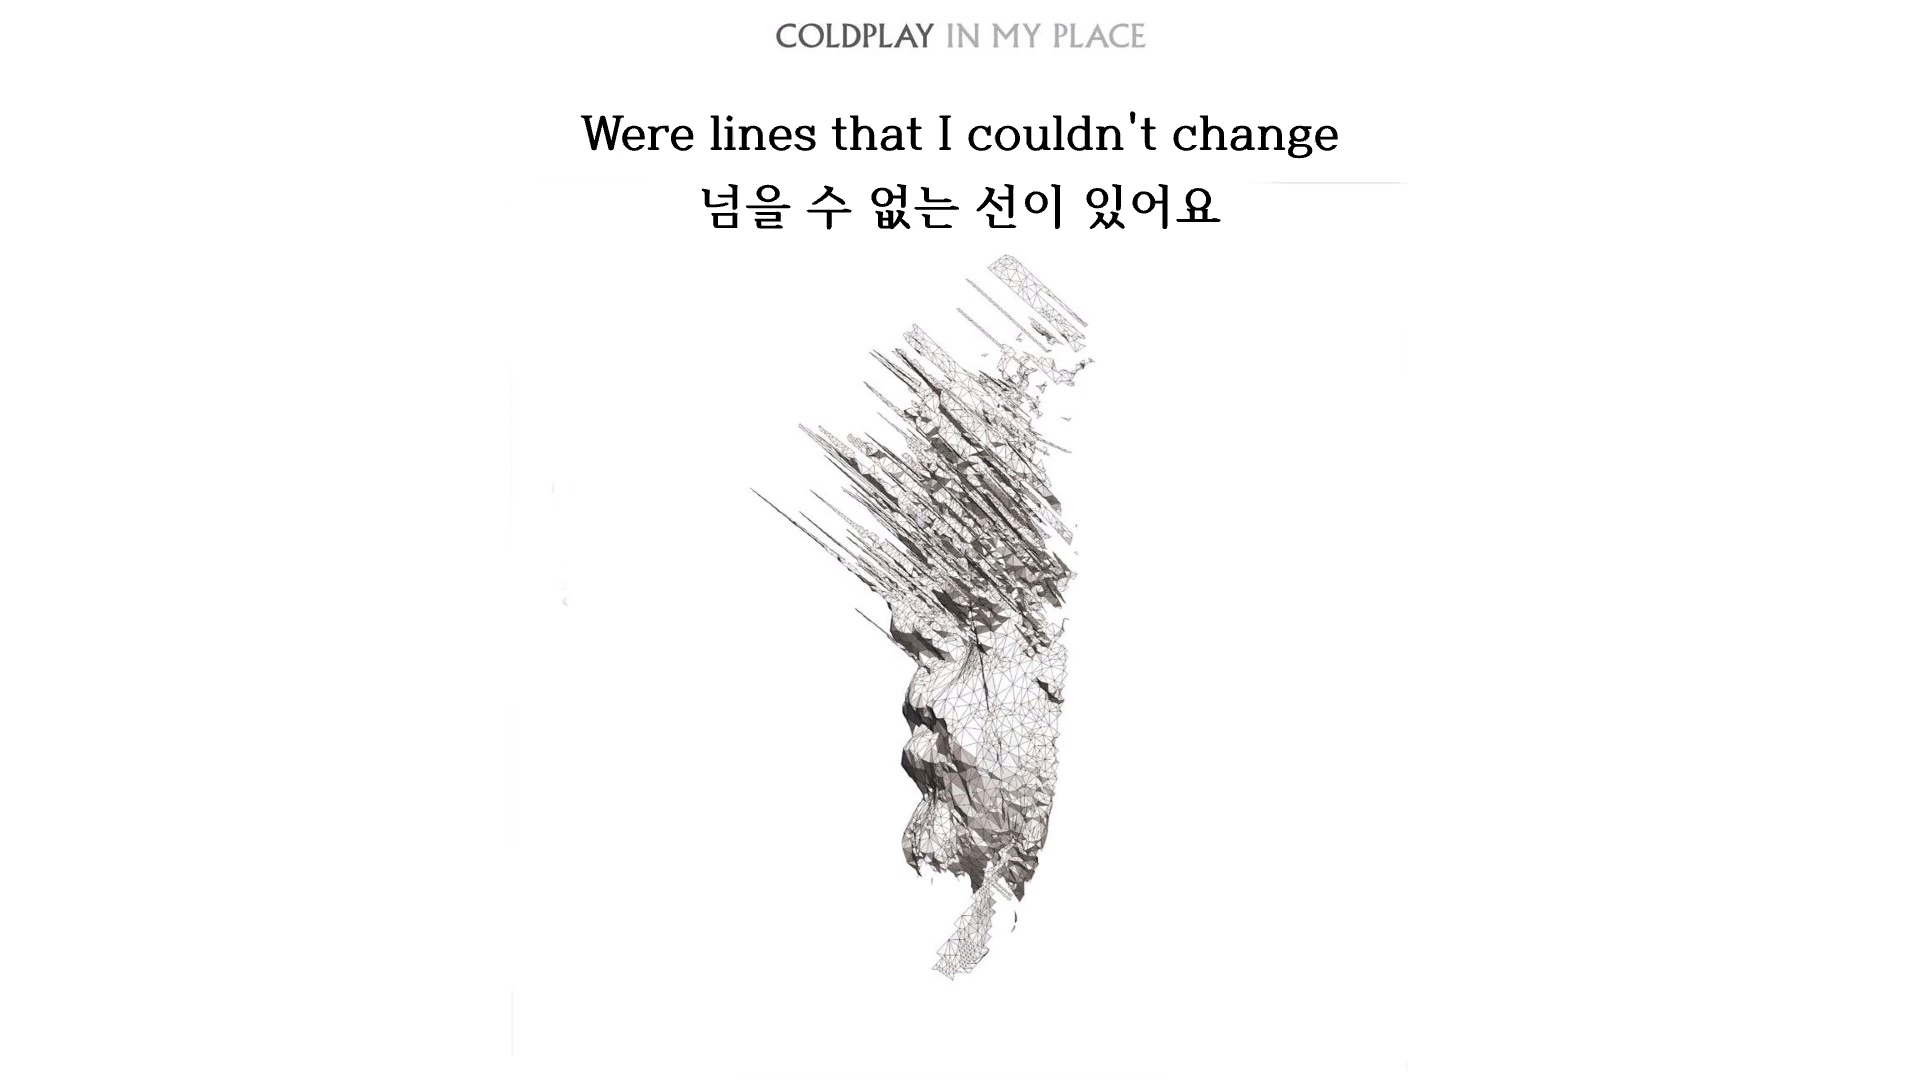 COLDPLAY IN MY PLACE
Were lines that I couldn't change
넘을 수 없는 선이 있어요